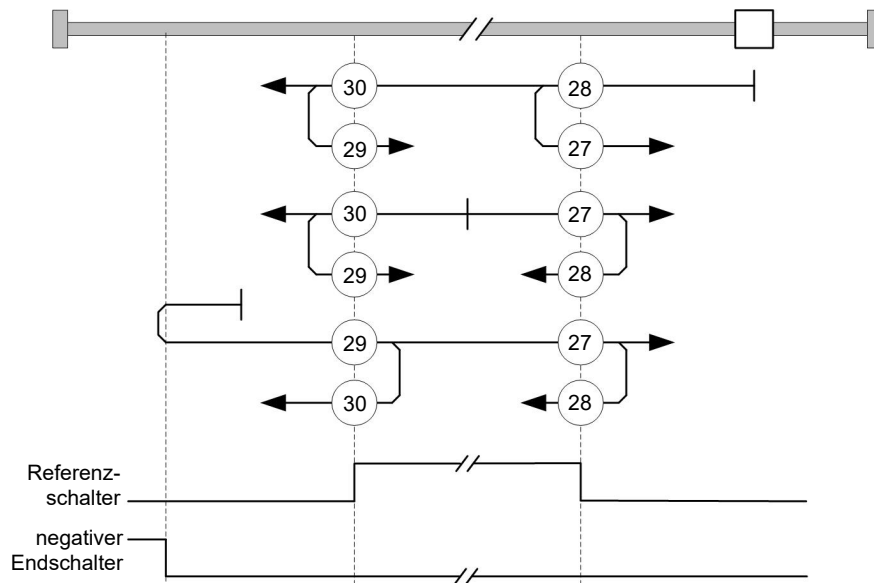 30 28
29 27
30 27
29 28
29 27
30 28
Referenz-
schalter
negativer
Endschalter